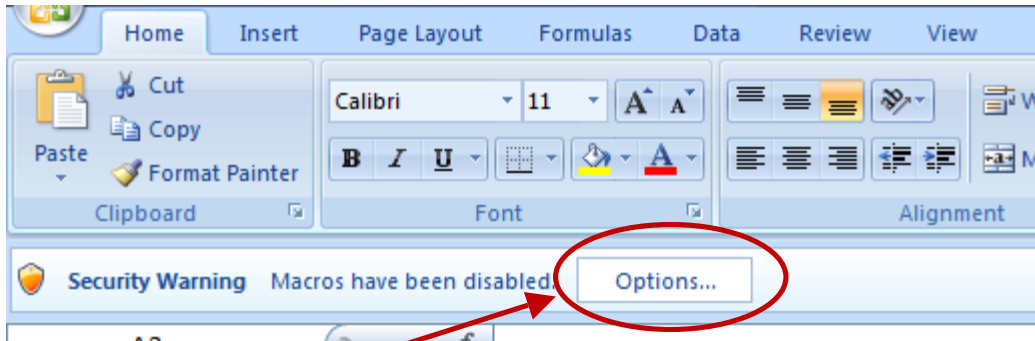 Home Insert Page Layout Formulas Data Review View
Cut
Calibri 11 A A
Copy
Paste
Format Painter
B I U A
Clipboard Font Alignment
Security Warning Macros have been disabled. Options...